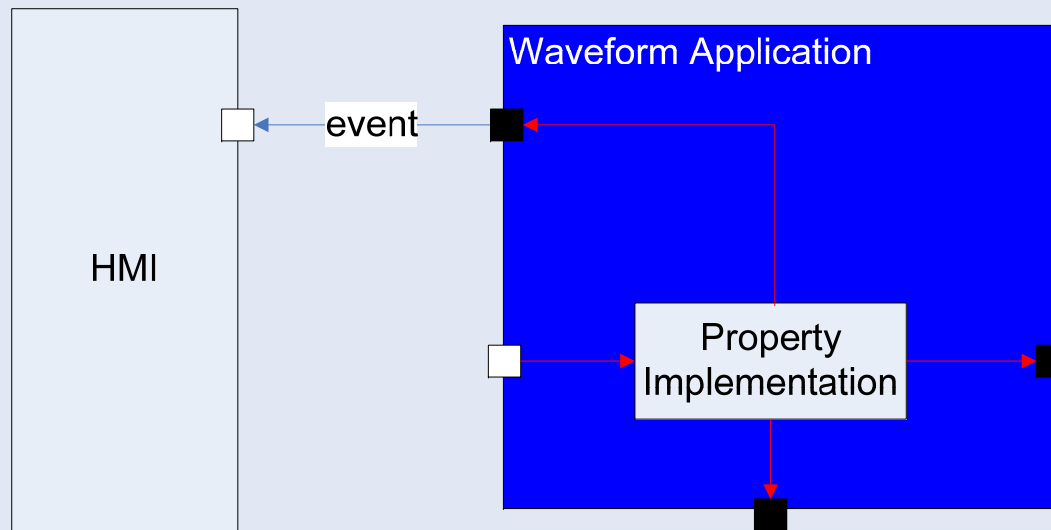 Waveform Application
event
HMI
Property
Implementation